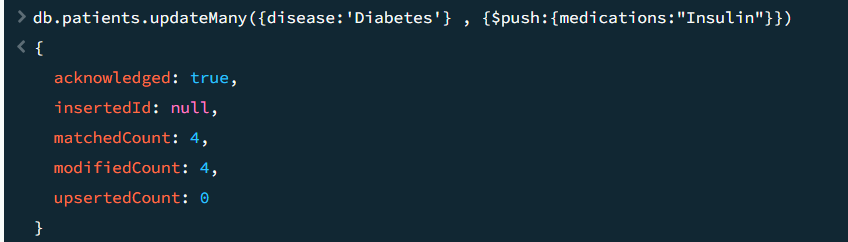 > db.patients.updateMany({disease:'Diabetes'} , {$push:{medications:"Insulin"}})
< {
acknowledged: true,
insertedId: null,
matchedCount: 4,
modifiedCount: 4,
upsertedCount: 0
}